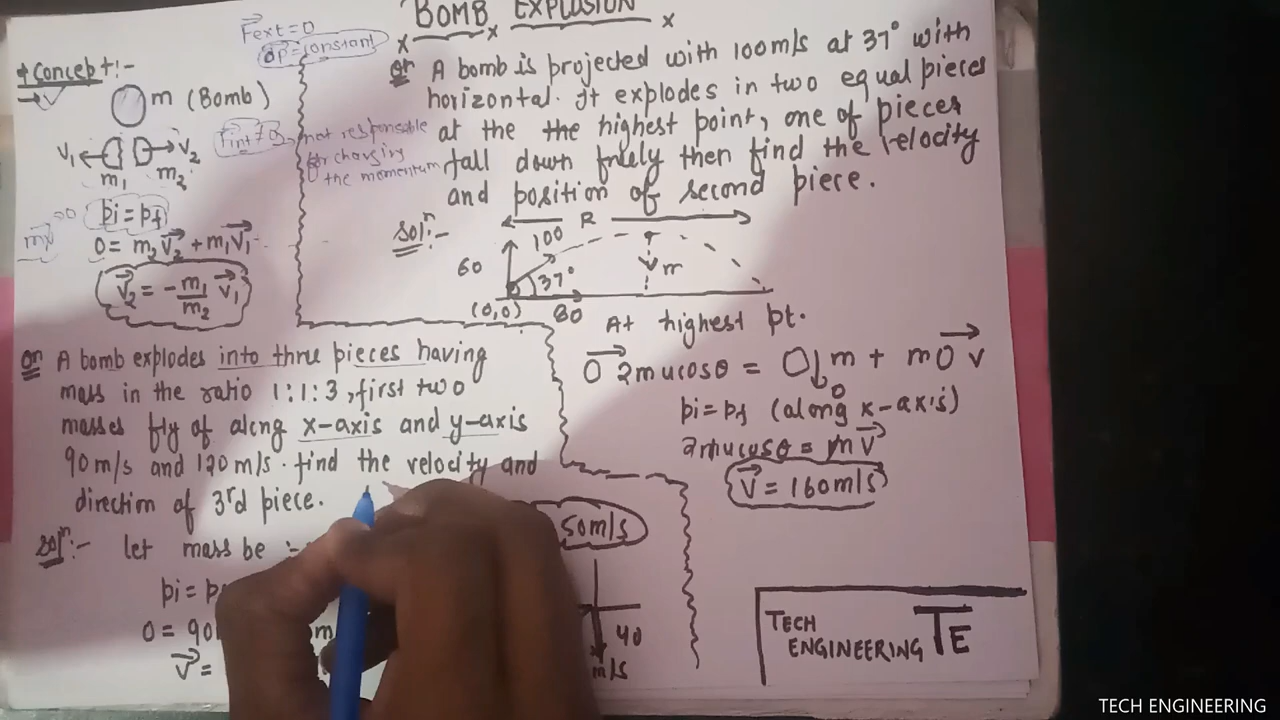 BOMB EXPLOSION
Fext = 0
Δp = constant
* Concept:-
m (Bomb)
V1 V2
m1 m2
Fint ≠ 0, not responsible
for changing
the momentum
pi = pf
mv = 0
0 = m2V2 + m1V1
V2 = -m1/m2 V1
Qn A bomb is projected with 100m/s at 37° with
horizontal. It explodes in two equal pieces
at the the highest point, one of pieces
fall down freely then find the velocity
and position of second piece.
Soln:-
R
100
60
37°
m
(0,0) 80
At highest pt.
2mucosθ = m + m v
0
pi = pf (along x-axis)
2mucosθ = mv
V = 160m/s
Qn A bomb explodes into three pieces having
mass in the ratio 1:1:3, first two
masses fly of along x-axis and y-axis
90m/s and 120m/s. find the velocity and
direction of 3rd piece.
Soln:- let mass be :-
50m/s
pi = p
0 = 90 m
V =
40
m/s
TECH
ENGINEERING TE
TECH ENGINEERING